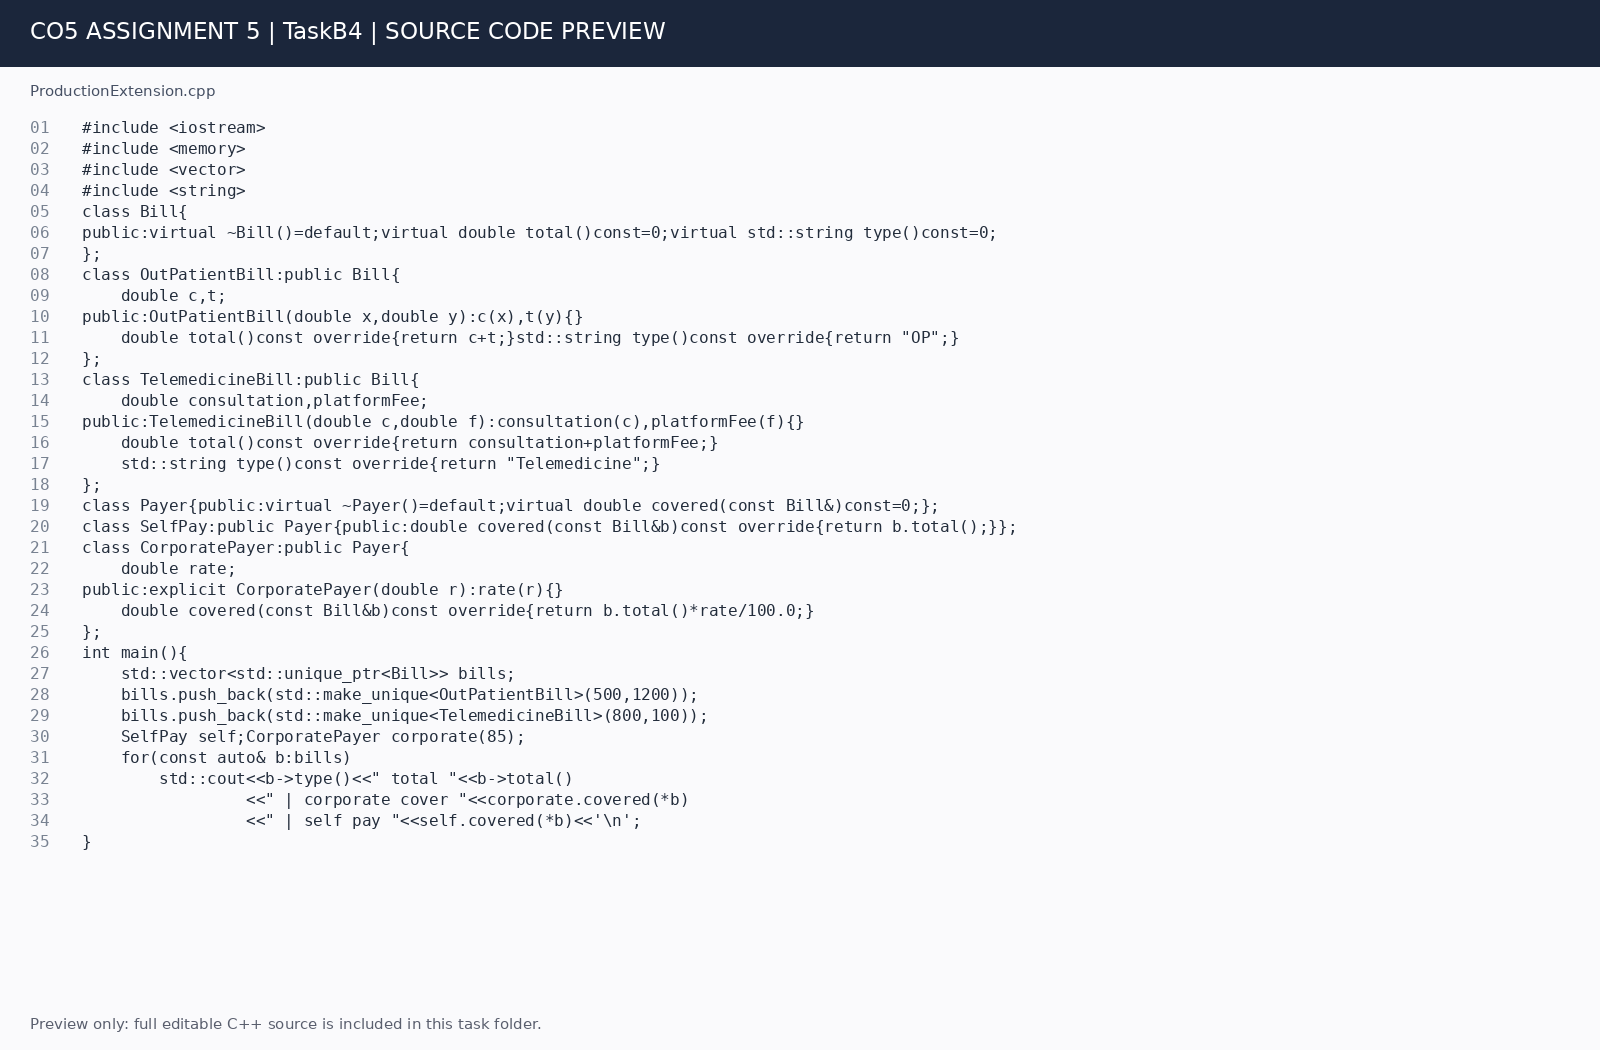 CO5 ASSIGNMENT 5 | TaskB4 | SOURCE CODE PREVIEW
ProductionExtension.cpp
01 #include <iostream>
02 #include <memory>
03 #include <vector>
04 #include <string>
05 class Bill{
06 public:virtual ~Bill()=default;virtual double total()const=0;virtual std::string type()const=0;
07 };
08 class OutPatientBill:public Bill{
09     double c,t;
10 public:OutPatientBill(double x,double y):c(x),t(y){}
11     double total()const override{return c+t;}std::string type()const override{return "OP";}
12 };
13 class TelemedicineBill:public Bill{
14     double consultation,platformFee;
15 public:TelemedicineBill(double c,double f):consultation(c),platformFee(f){}
16     double total()const override{return consultation+platformFee;}
17     std::string type()const override{return "Telemedicine";}
18 };
19 class Payer{public:virtual ~Payer()=default;virtual double covered(const Bill&)const=0;};
20 class SelfPay:public Payer{public:double covered(const Bill&b)const override{return b.total();}};
21 class CorporatePayer:public Payer{
22     double rate;
23 public:explicit CorporatePayer(double r):rate(r){}
24     double covered(const Bill&b)const override{return b.total()*rate/100.0;}
25 };
26 int main(){
27     std::vector<std::unique_ptr<Bill>> bills;
28     bills.push_back(std::make_unique<OutPatientBill>(500,1200));
29     bills.push_back(std::make_unique<TelemedicineBill>(800,100));
30     SelfPay self;CorporatePayer corporate(85);
31     for(const auto& b:bills)
32         std::cout<<b->type()<<" total "<<b->total()
33                  <<" | corporate cover "<<corporate.covered(*b)
34                  <<" | self pay "<<self.covered(*b)<<'\n';
35 }
Preview only: full editable C++ source is included in this task folder.